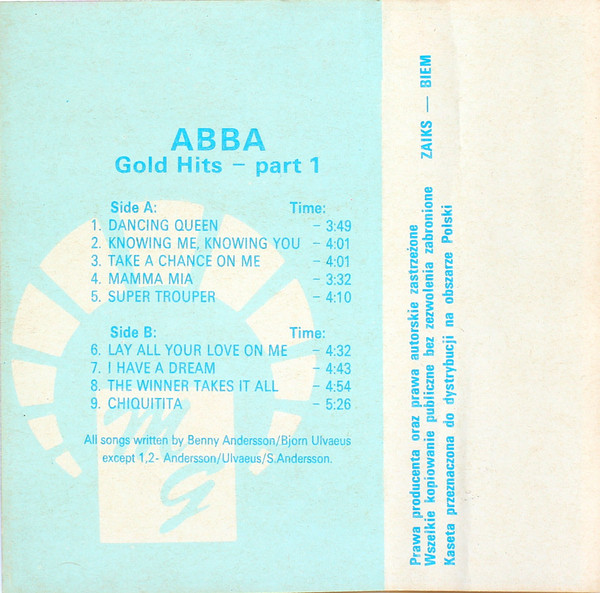 ABBA
Gold Hits – part 1
Side A: Time:
1. DANCING QUEEN – 3:49
2. KNOWING ME, KNOWING YOU – 4:01
3. TAKE A CHANCE ON ME – 4:01
4. MAMMA MIA – 3:32
5. SUPER TROUPER – 4:10
Side B: Time:
6. LAY ALL YOUR LOVE ON ME – 4:32
7. I HAVE A DREAM – 4:43
8. THE WINNER TAKES IT ALL – 4:54
9. CHIQUITITA – 5:26
All songs written by Benny Andersson/Bjorn Ulvaeus
except 1,2- Andersson/Ulvaeus/S.Andersson.
MG
Prawa producenta oraz prawa autorskie zastrzeżone
Wszelkie kopiowanie publiczne bez zezwolenia zabronione ZAIKS — BIEM
Kaseta przeznaczona do dystrybucji na obszarze Polski